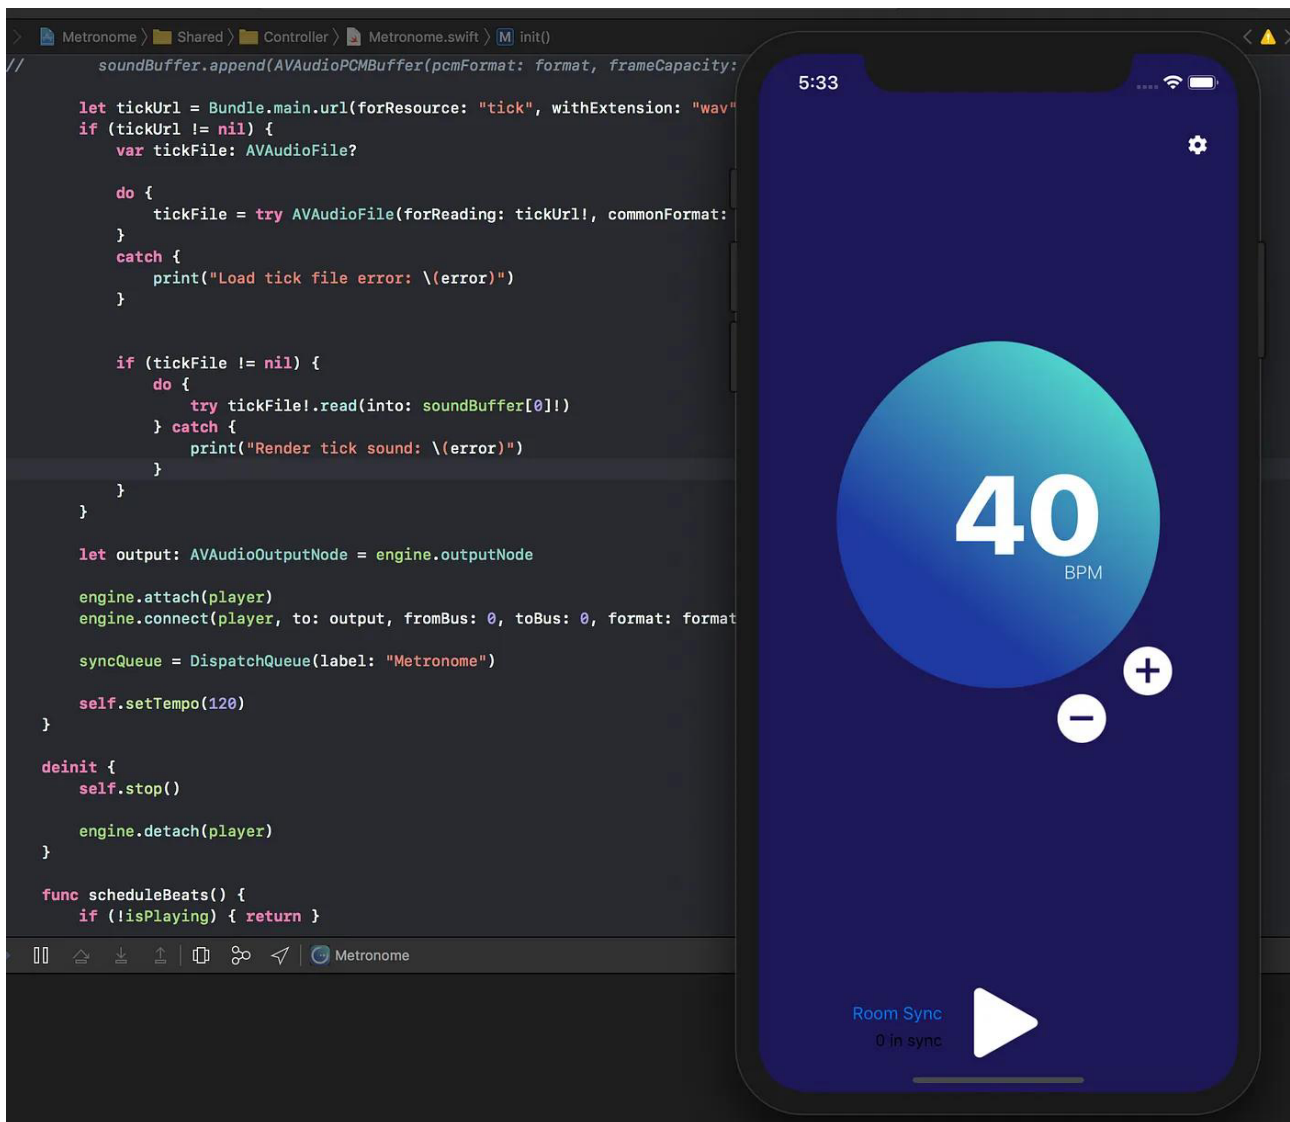 Metronome 〉 Shared 〉 Controller 〉 Metronome.swift 〉 M init()
// soundBuffer.append(AVAudioPCMBuffer(pcmFormat: format, frameCapacity:
let tickUrl = Bundle.main.url(forResource: "tick", withExtension: "wav"
if (tickUrl != nil) {
var tickFile: AVAudioFile?
do {
tickFile = try AVAudioFile(forReading: tickUrl!, commonFormat:
}
catch {
print("Load tick file error: \(error)")
}
if (tickFile != nil) {
do {
try tickFile!.read(into: soundBuffer[0]!)
} catch {
print("Render tick sound: \(error)")
}
}
}
let output: AVAudioOutputNode = engine.outputNode
engine.attach(player)
engine.connect(player, to: output, fromBus: 0, toBus: 0, format: format
syncQueue = DispatchQueue(label: "Metronome")
self.setTempo(120)
}
deinit {
self.stop()
engine.detach(player)
}
func scheduleBeats() {
if (!isPlaying) { return }
Metronome
5:33
40
BPM
Room Sync
0 in sync